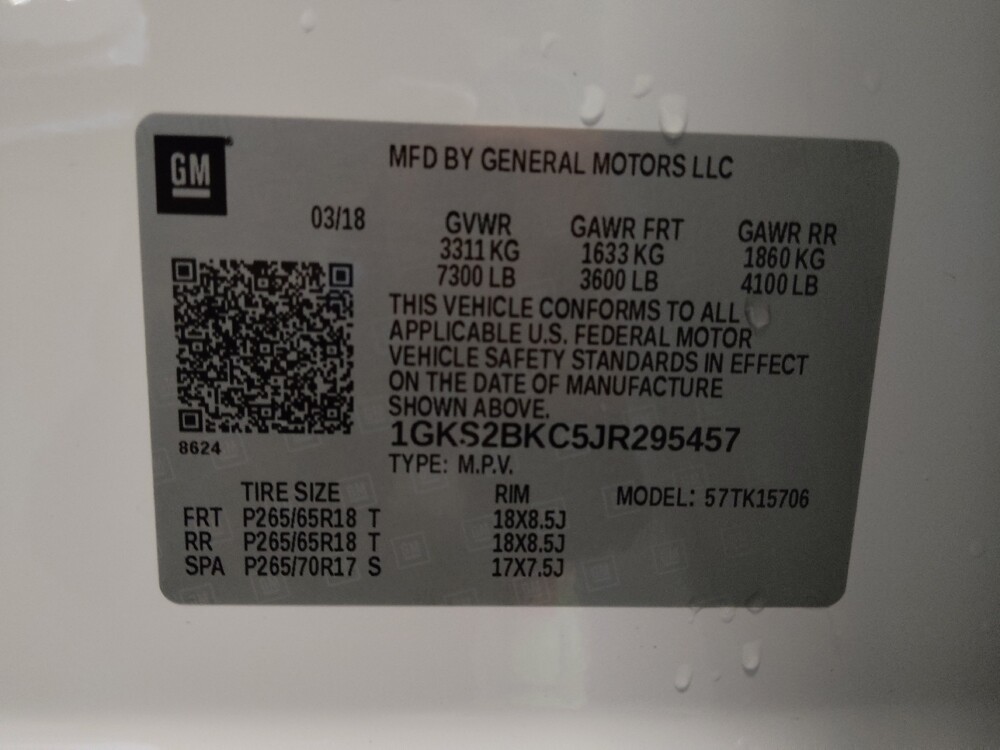 GM
MFD BY GENERAL MOTORS LLC
03/18 GVWR GAWR FRT GAWR RR
3311 KG 1633 KG 1860 KG
7300 LB 3600 LB 4100 LB
THIS VEHICLE CONFORMS TO ALL
APPLICABLE U.S. FEDERAL MOTOR
VEHICLE SAFETY STANDARDS IN EFFECT
ON THE DATE OF MANUFACTURE
SHOWN ABOVE.
8624
1GKS2BKC5JR295457
TYPE: M.P.V.
TIRE SIZE RIM MODEL: 57TK15706
FRT P265/65R18 T 18X8.5J
RR P265/65R18 T 18X8.5J
SPA P265/70R17 S 17X7.5J